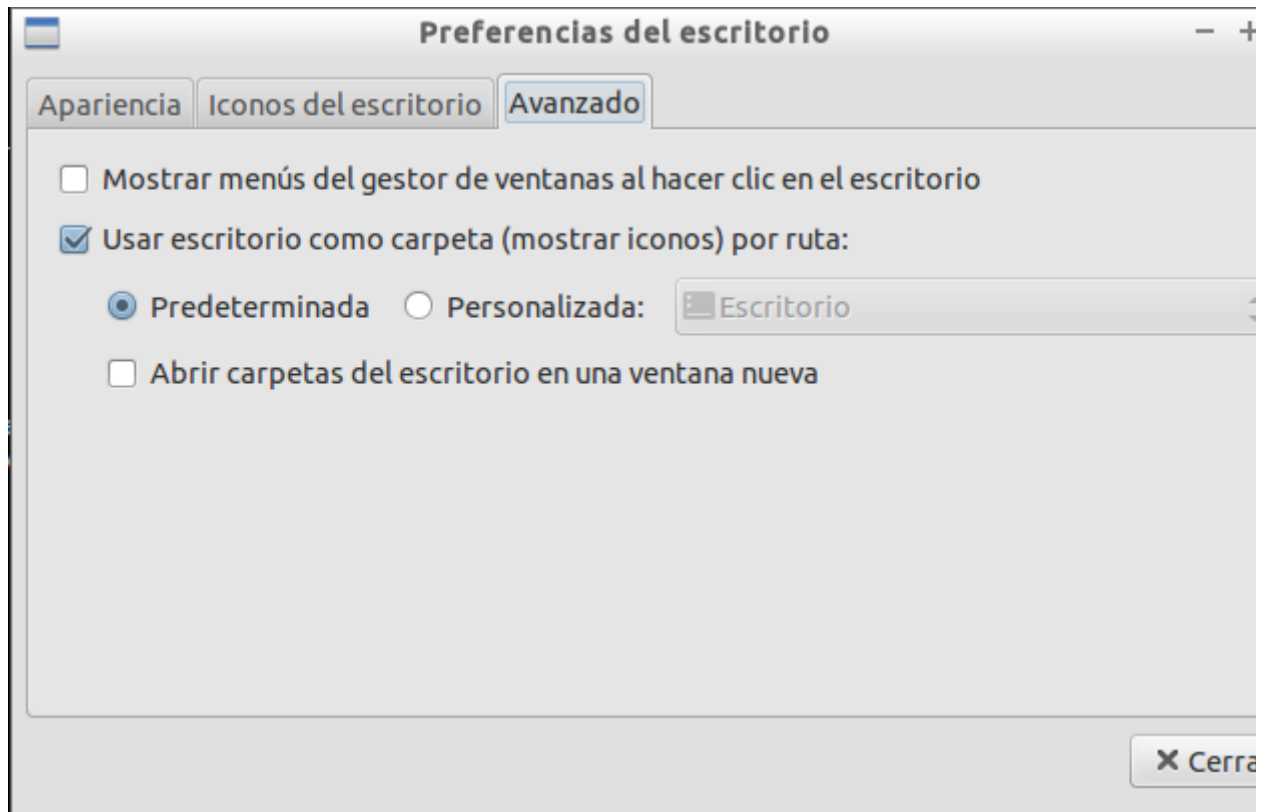 Preferencias del escritorio
Apariencia Iconos del escritorio Avanzado
Mostrar menús del gestor de ventanas al hacer clic en el escritorio
Usar escritorio como carpeta (mostrar iconos) por ruta:
Predeterminada Personalizada: Escritorio
Abrir carpetas del escritorio en una ventana nueva
Cerra